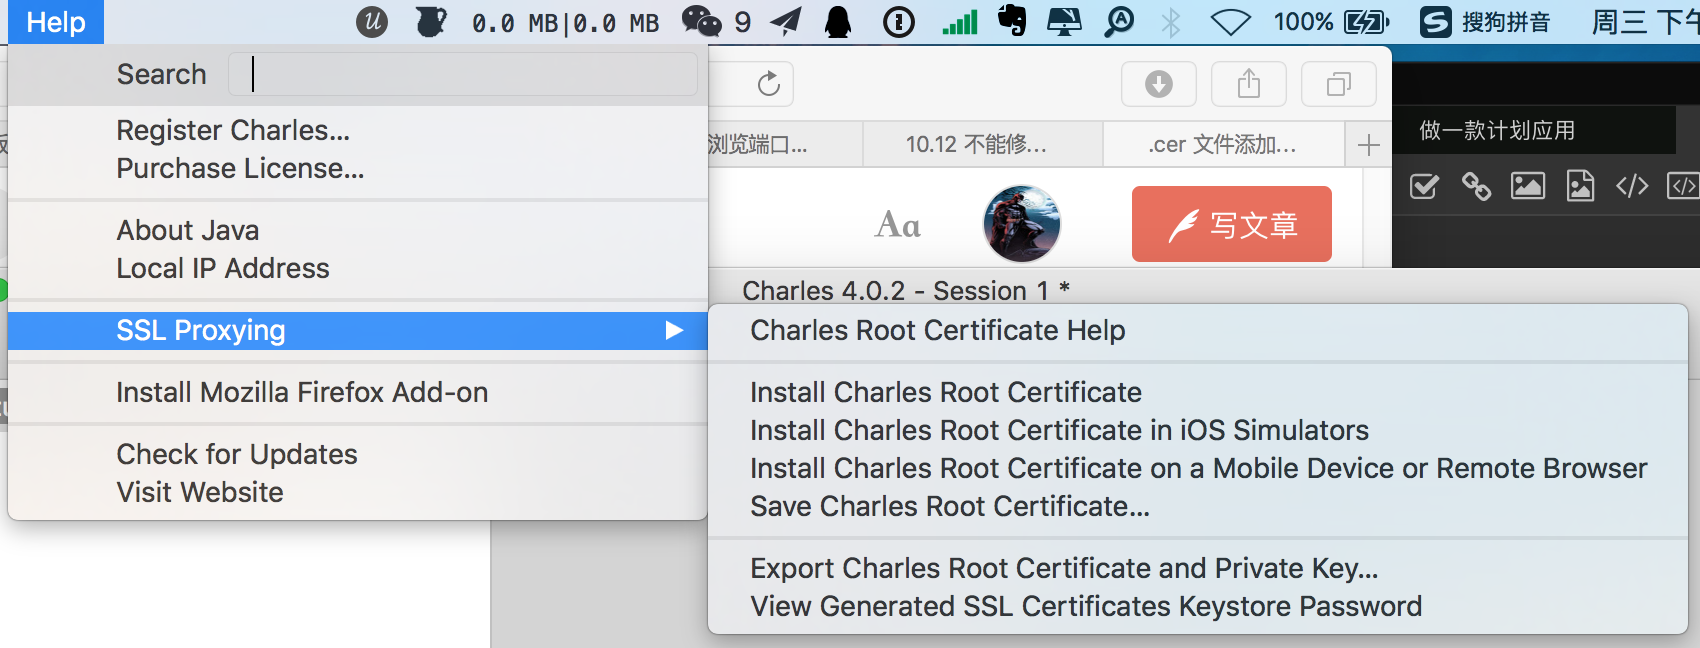 Help 0.0 MB|0.0 MB 9 100% 搜狗拼音 周三 下午
Search
Register Charles...
Purchase License...
About Java
Local IP Address
SSL Proxying
Install Mozilla Firefox Add-on
Check for Updates
Visit Website
浏览端口... 10.12 不能修... .cer 文件添加...
做一款计划应用
Aa 写文章
Charles 4.0.2 - Session 1 *
Charles Root Certificate Help
Install Charles Root Certificate
Install Charles Root Certificate in iOS Simulators
Install Charles Root Certificate on a Mobile Device or Remote Browser
Save Charles Root Certificate...
Export Charles Root Certificate and Private Key...
View Generated SSL Certificates Keystore Password